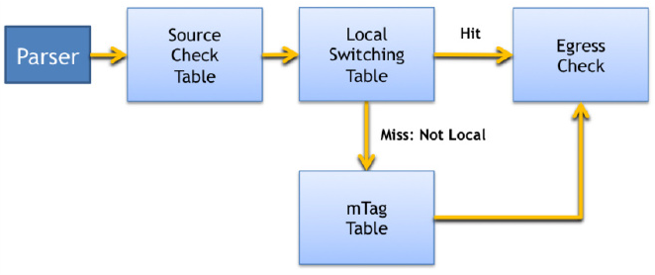 Parser
Source
Check
Table
Local
Switching
Table
Hit
Egress
Check
Miss: Not Local
mTag
Table